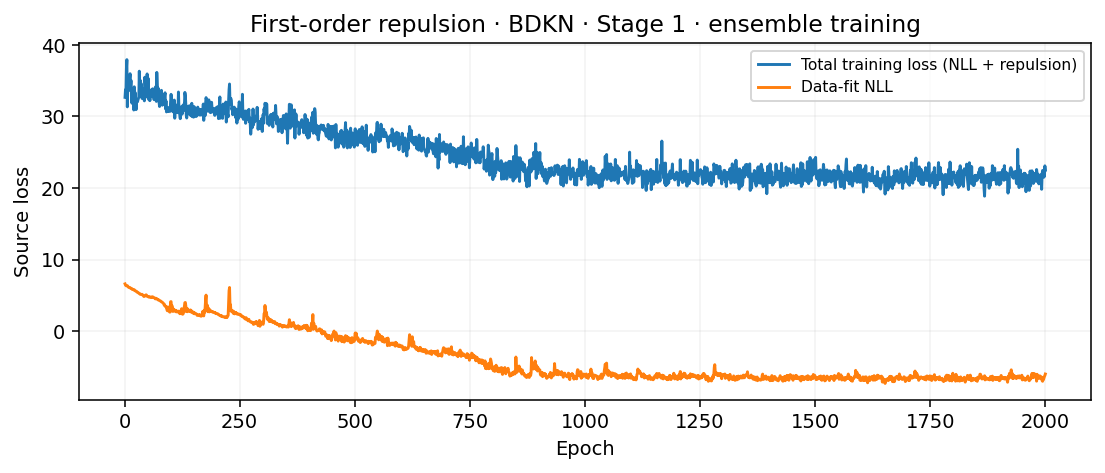 First-order repulsion · BDKN · Stage 1 · ensemble training
Total training loss (NLL + repulsion)
Data-fit NLL
Source loss
40
30
20
10
0
0 250 500 750 1000 1250 1500 1750 2000
Epoch